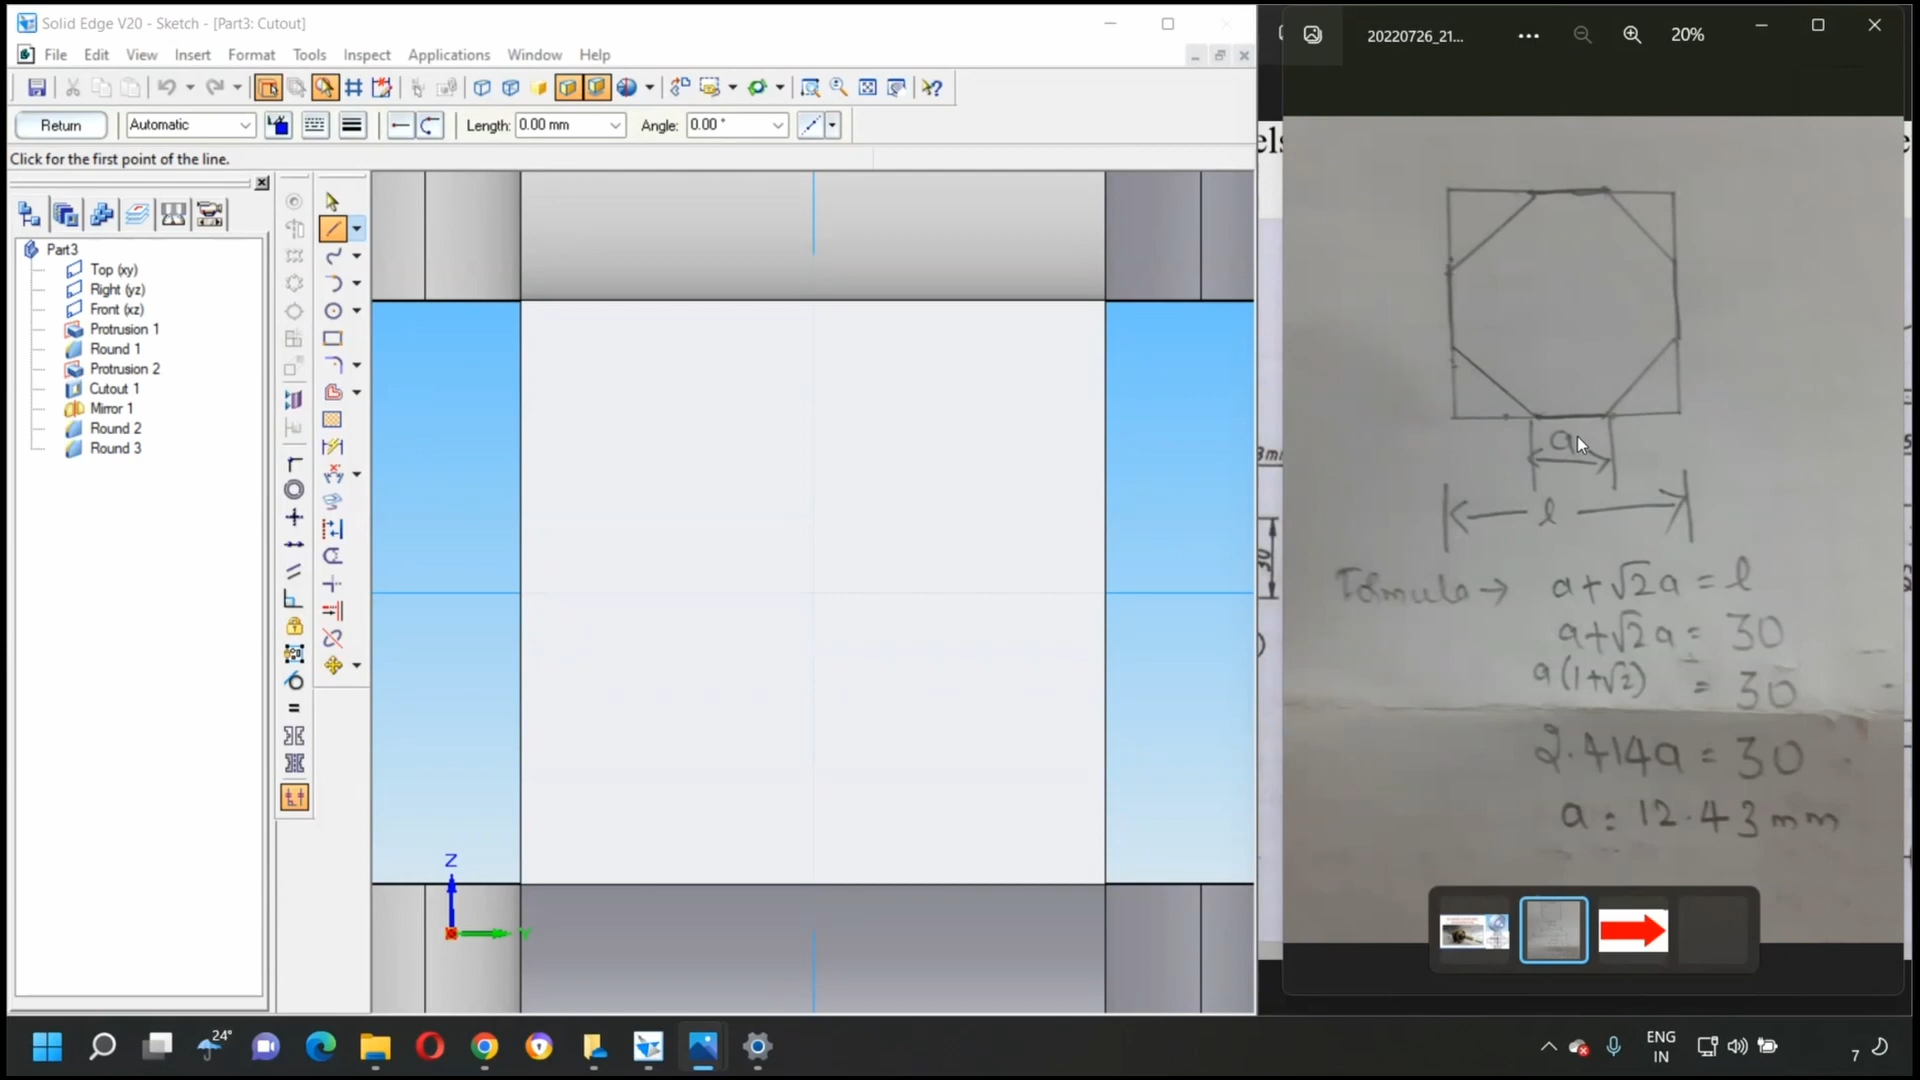 Solid Edge V20 - Sketch - [Part3: Cutout]
File Edit View Insert Format Tools Inspect Applications Window Help
Return Automatic Length: 0.00 mm Angle: 0.00 °
Click for the first point of the line.
Part3
Top (xy)
Right (yz)
Front (xz)
Protrusion 1
Round 1
Protrusion 2
Cutout 1
Mirror 1
Round 2
Round 3
Z
Y
20220726_21... 20%
30
a
l
Formula → a+√2a = l
a+√2a = 30
a(1+√2) = 30
2.414a = 30
a = 12.43mm
24°
ENG
IN
7